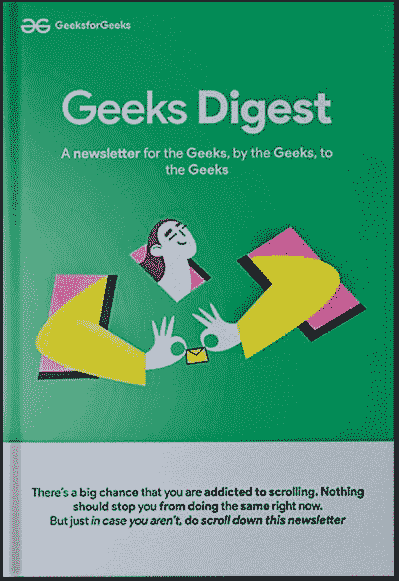 GeeksforGeeks
Geeks Digest
A newsletter for the Geeks, by the Geeks, to
the Geeks
There's a big chance that you are addicted to scrolling. Nothing
should stop you from doing the same right now.
But just in case you aren't, do scroll down this newsletter